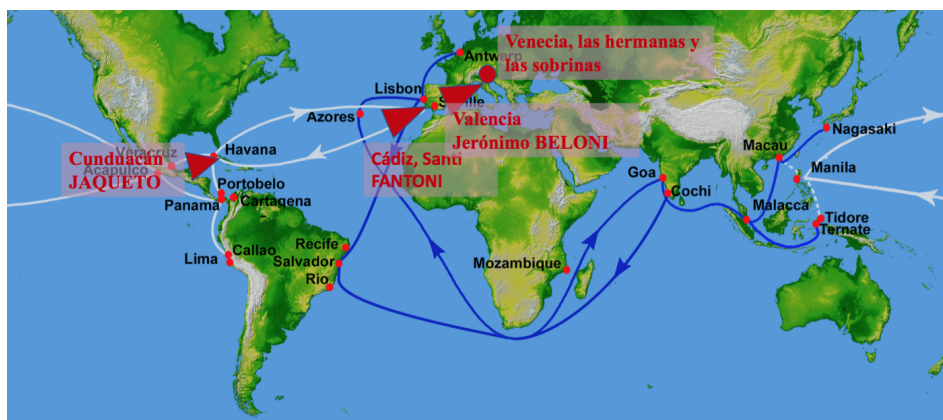 Venecia, las hermanas y
las sobrinas
Antwerp
Lisbon
Seville
Azores
Valencia
Jerónimo BELONI
Nagasaki
Macau
Havana
Veracruz
Cunduacán
JAQUETO
Acapulco
Cádiz, Santi
FANTONI
Manila
Goa
Cochi
Portobelo
Cartagena
Panama
Malacca
Tidore
Ternate
Recife
Callao
Lima
Salvador
Mozambique
Rio